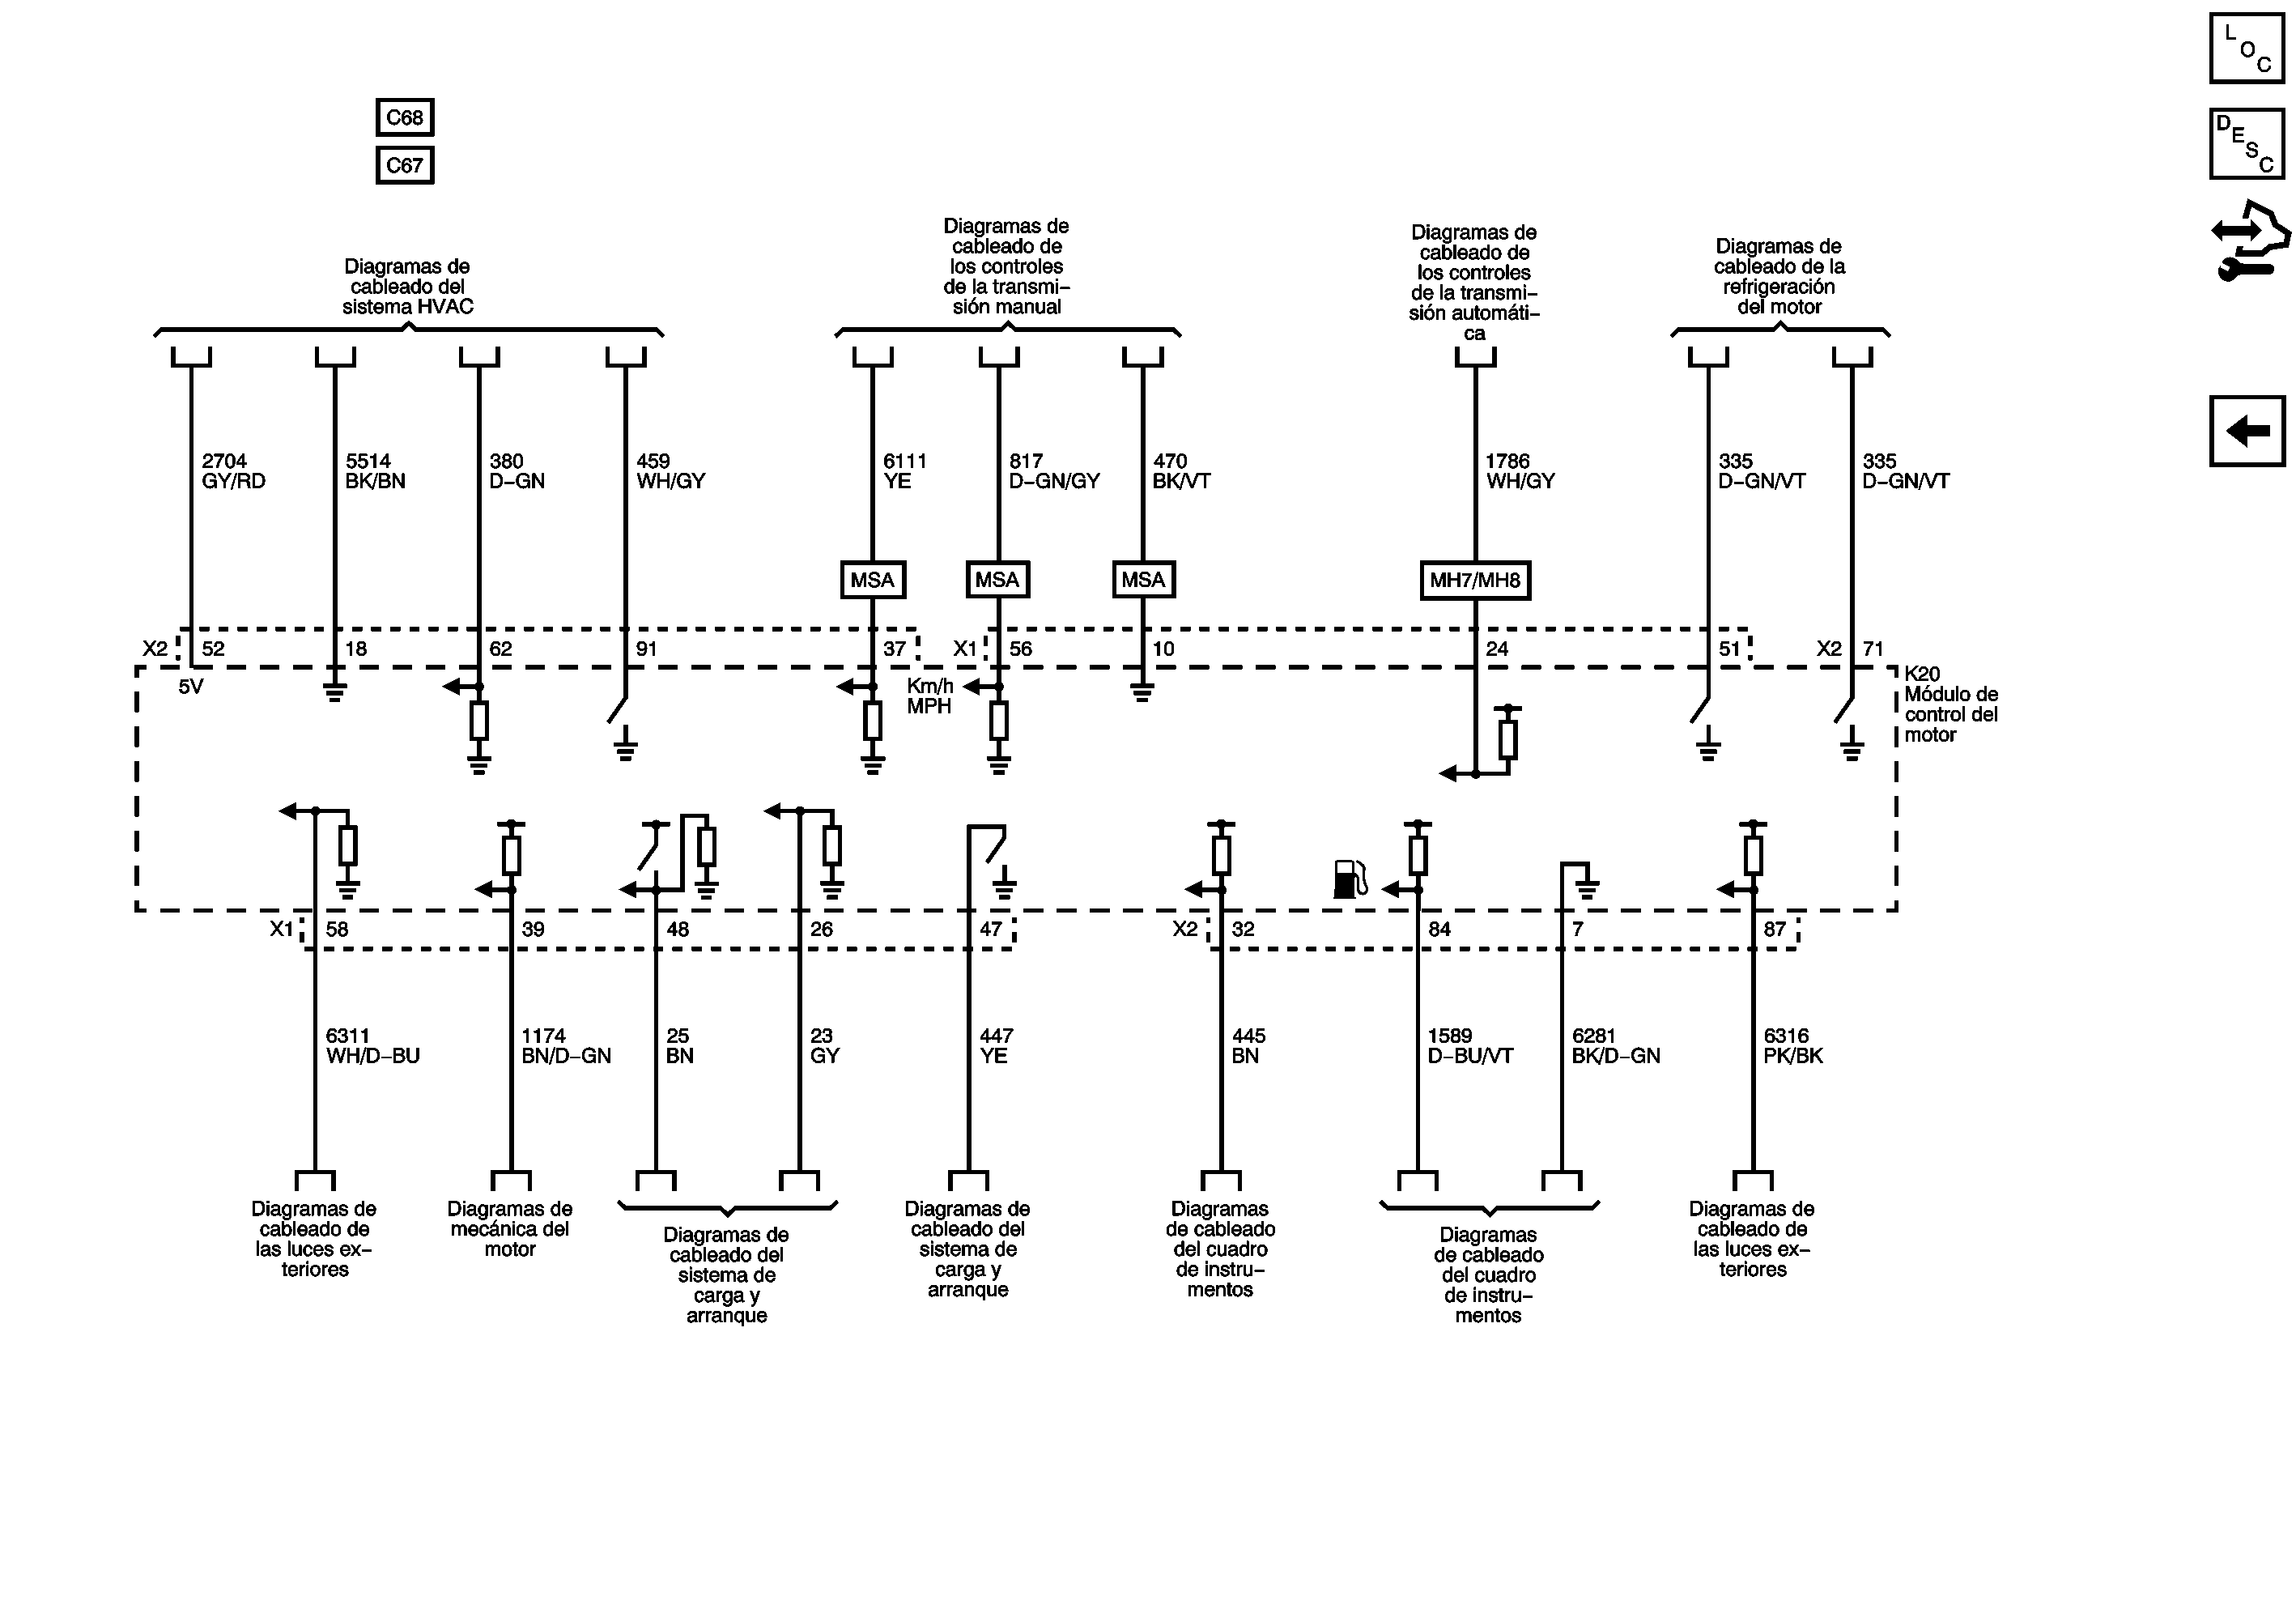 L
O
C
C68
D
E
S
C
C67
Diagramas de
cableado del
sistema HVAC
Diagramas de
cableado de
los controles
de la transmi–
sión manual
Diagramas de
cableado de
los controles
de la transmi–
sión automáti–
ca
Diagramas de
cableado de la
refrigeración
del motor
2704
GY/RD
5514
BK/BN
380
D–GN
459
WH/GY
6111
YE
817
D–GN/GY
470
BK/VT
1786
WH/GY
335
D–GN/VT
335
D–GN/VT
MSA
MSA
MSA
MH7/MH8
X2 52 18 62 91 37 X1 56 10 24 51 X2 71
5V
Km/h
MPH
K20
Módulo de
control del
motor
X1 58 39 48 26 47 X2 32 84 7 87
6311
WH/D–BU
1174
BN/D–GN
25
BN
23
GY
447
YE
445
BN
1589
D–BU/VT
6281
BK/D–GN
6316
PK/BK
Diagramas de
cableado de
las luces ex–
teriores
Diagramas de
mecánica del
motor
Diagramas de
cableado del
sistema de
carga y
arranque
Diagramas de
cableado del
sistema de
carga y
arranque
Diagramas
de cableado
del cuadro
de instru–
mentos
Diagramas
de cableado
del cuadro
de instru–
mentos
Diagramas de
cableado de
las luces ex–
teriores